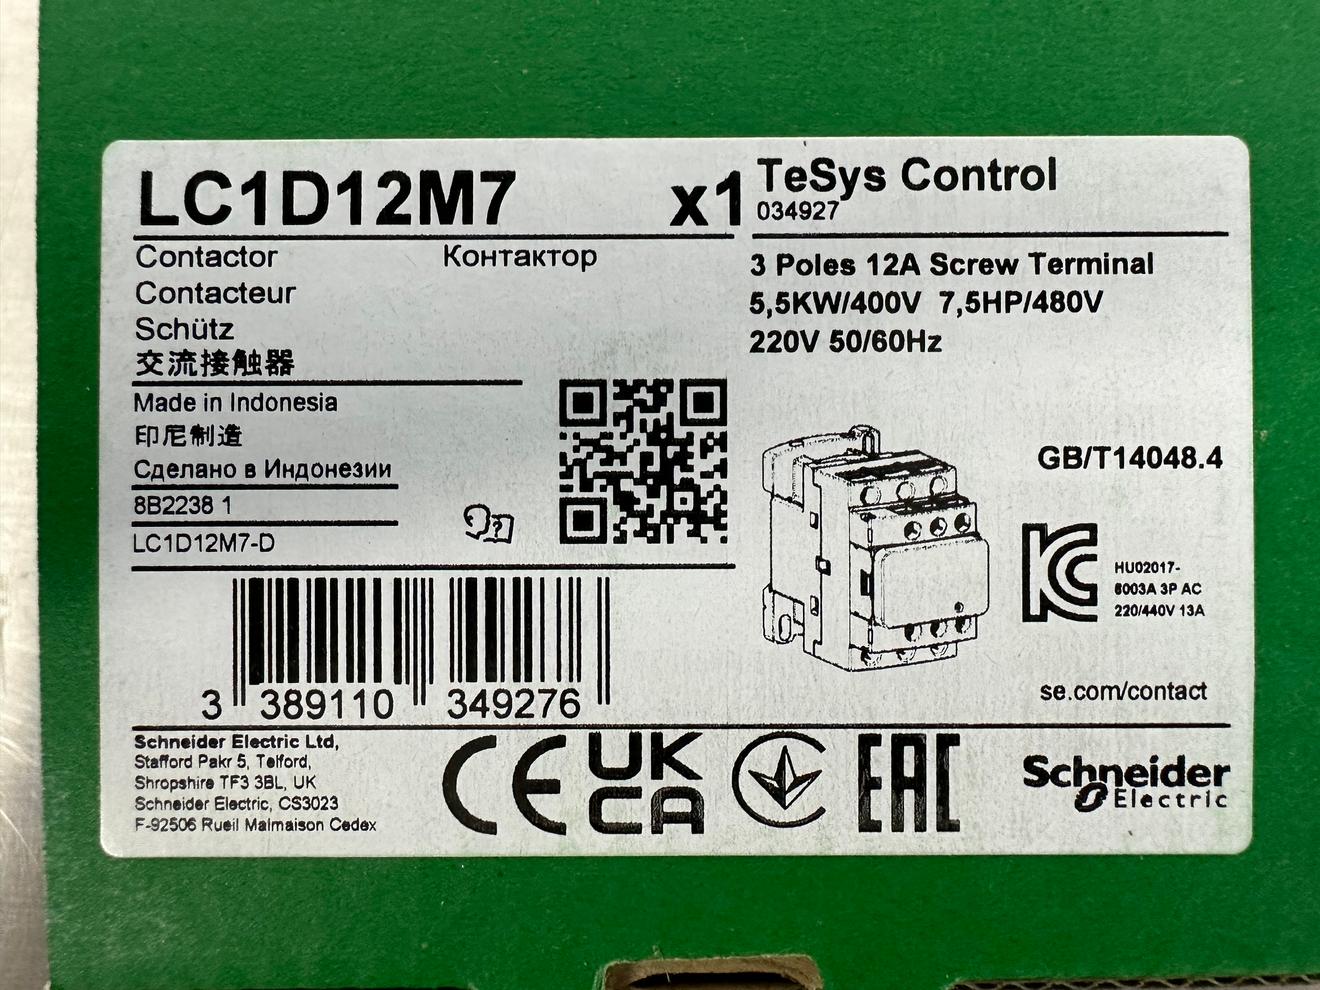 LC1D12M7 x1
Contactor Контактор
Contacteur
Schütz
交流接触器
Made in Indonesia
印尼制造
Сделано в Индонезии
8B2238 1
LC1D12M7-D
3 389110 349276
TeSys Control
034927
3 Poles 12A Screw Terminal
5,5KW/400V 7,5HP/480V
220V 50/60Hz
GB/T14048.4
HU02017-
6003A 3P AC
220/440V 13A
se.com/contact
Schneider Electric Ltd,
Stafford Pakr 5, Telford,
Shropshire TF3 3BL, UK
Schneider Electric, CS3023
F-92506 Rueil Malmaison Cedex
CE
UK
CA
EAC
Schneider
Electric